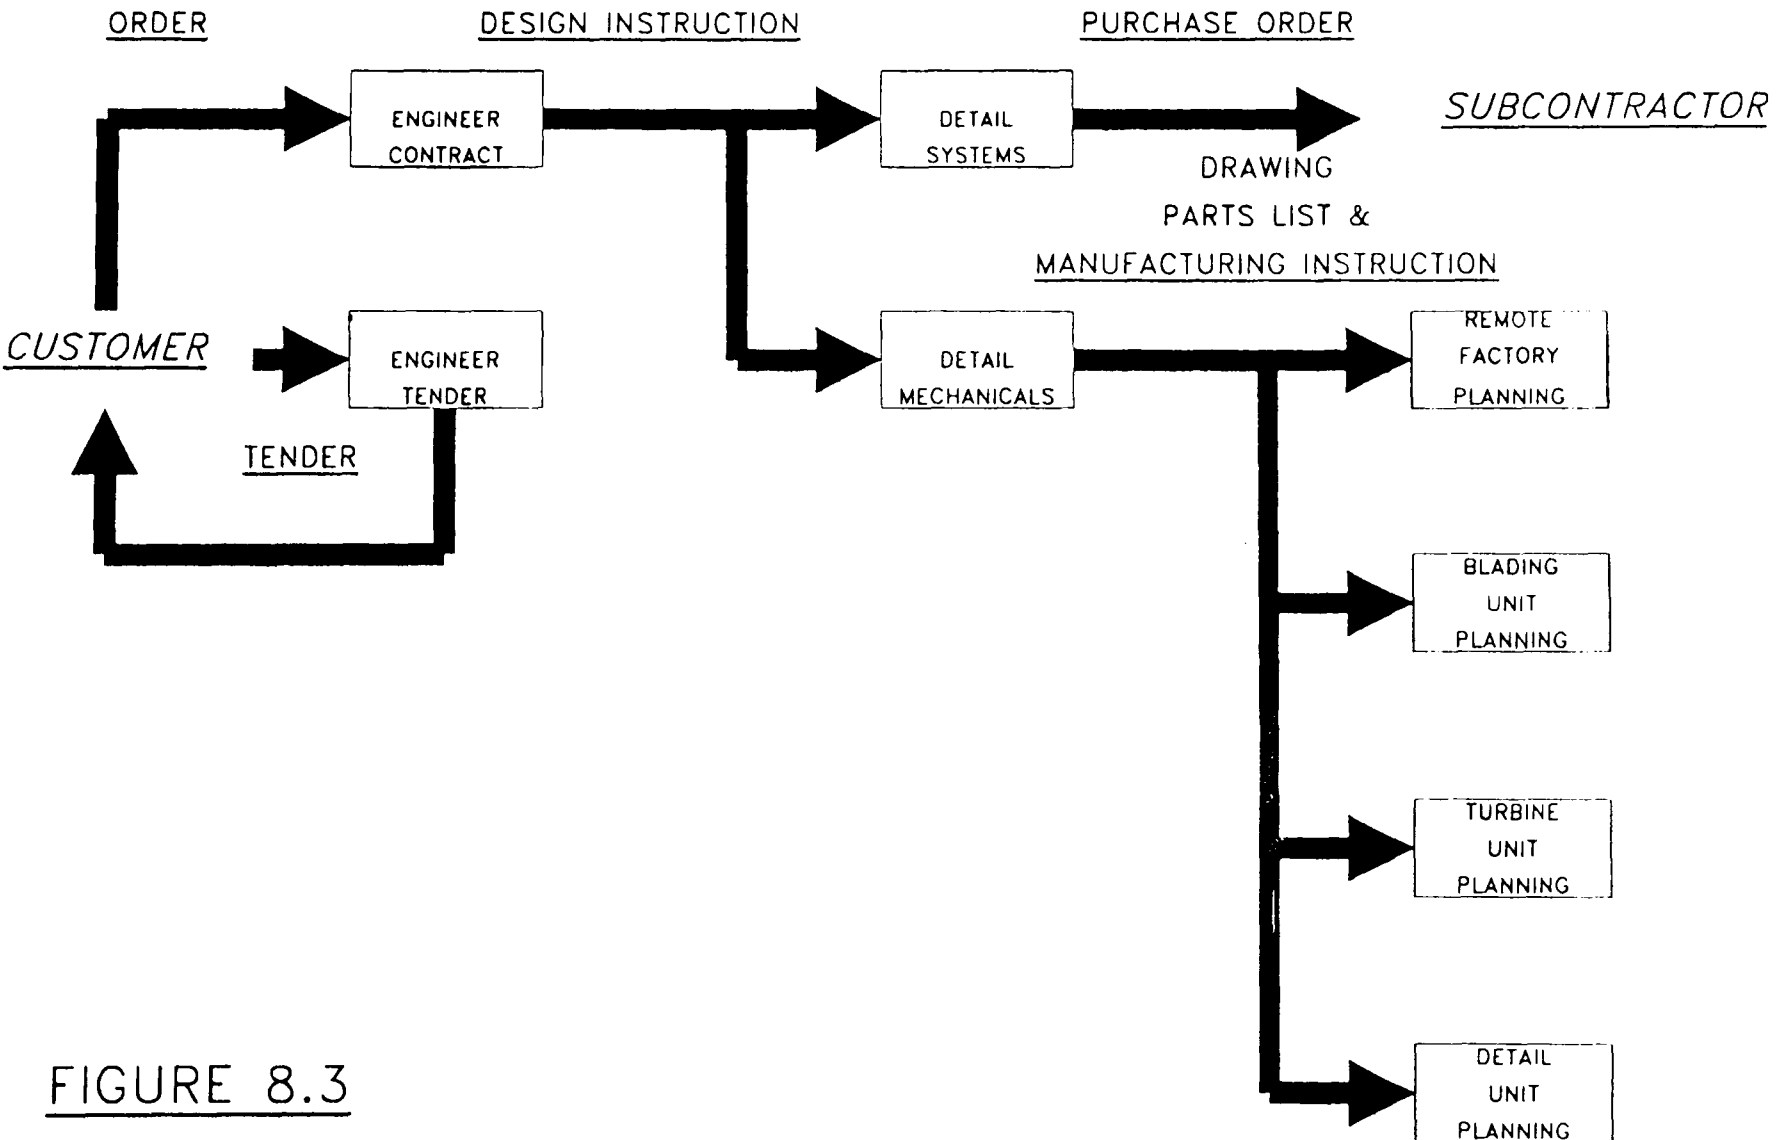 ORDER
DESIGN INSTRUCTION
PURCHASE ORDER
ENGINEER
CONTRACT
DETAIL
SYSTEMS
SUBCONTRACTOR
DRAWING
PARTS LIST &
MANUFACTURING INSTRUCTION
CUSTOMER
ENGINEER
TENDER
DETAIL
MECHANICALS
REMOTE
FACTORY
PLANNING
TENDER
BLADING
UNIT
PLANNING
TURBINE
UNIT
PLANNING
DETAIL
UNIT
PLANNING
FIGURE 8.3